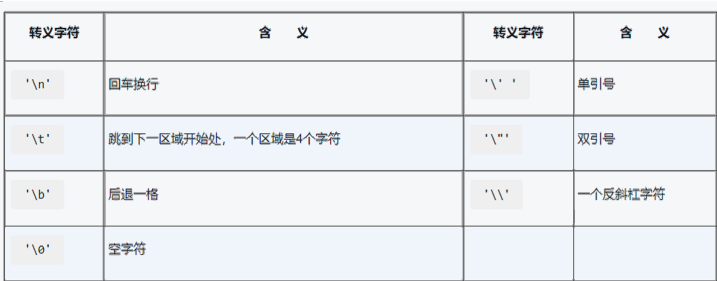 转义字符 含 义 转义字符 含 义
'\n' 回车换行 '\' ' 单引号
'\t' 跳到下一区域开始处，一个区域是4个字符 '\"' 双引号
'\b' 后退一格 '\\' 一个反斜杠字符
'\0' 空字符